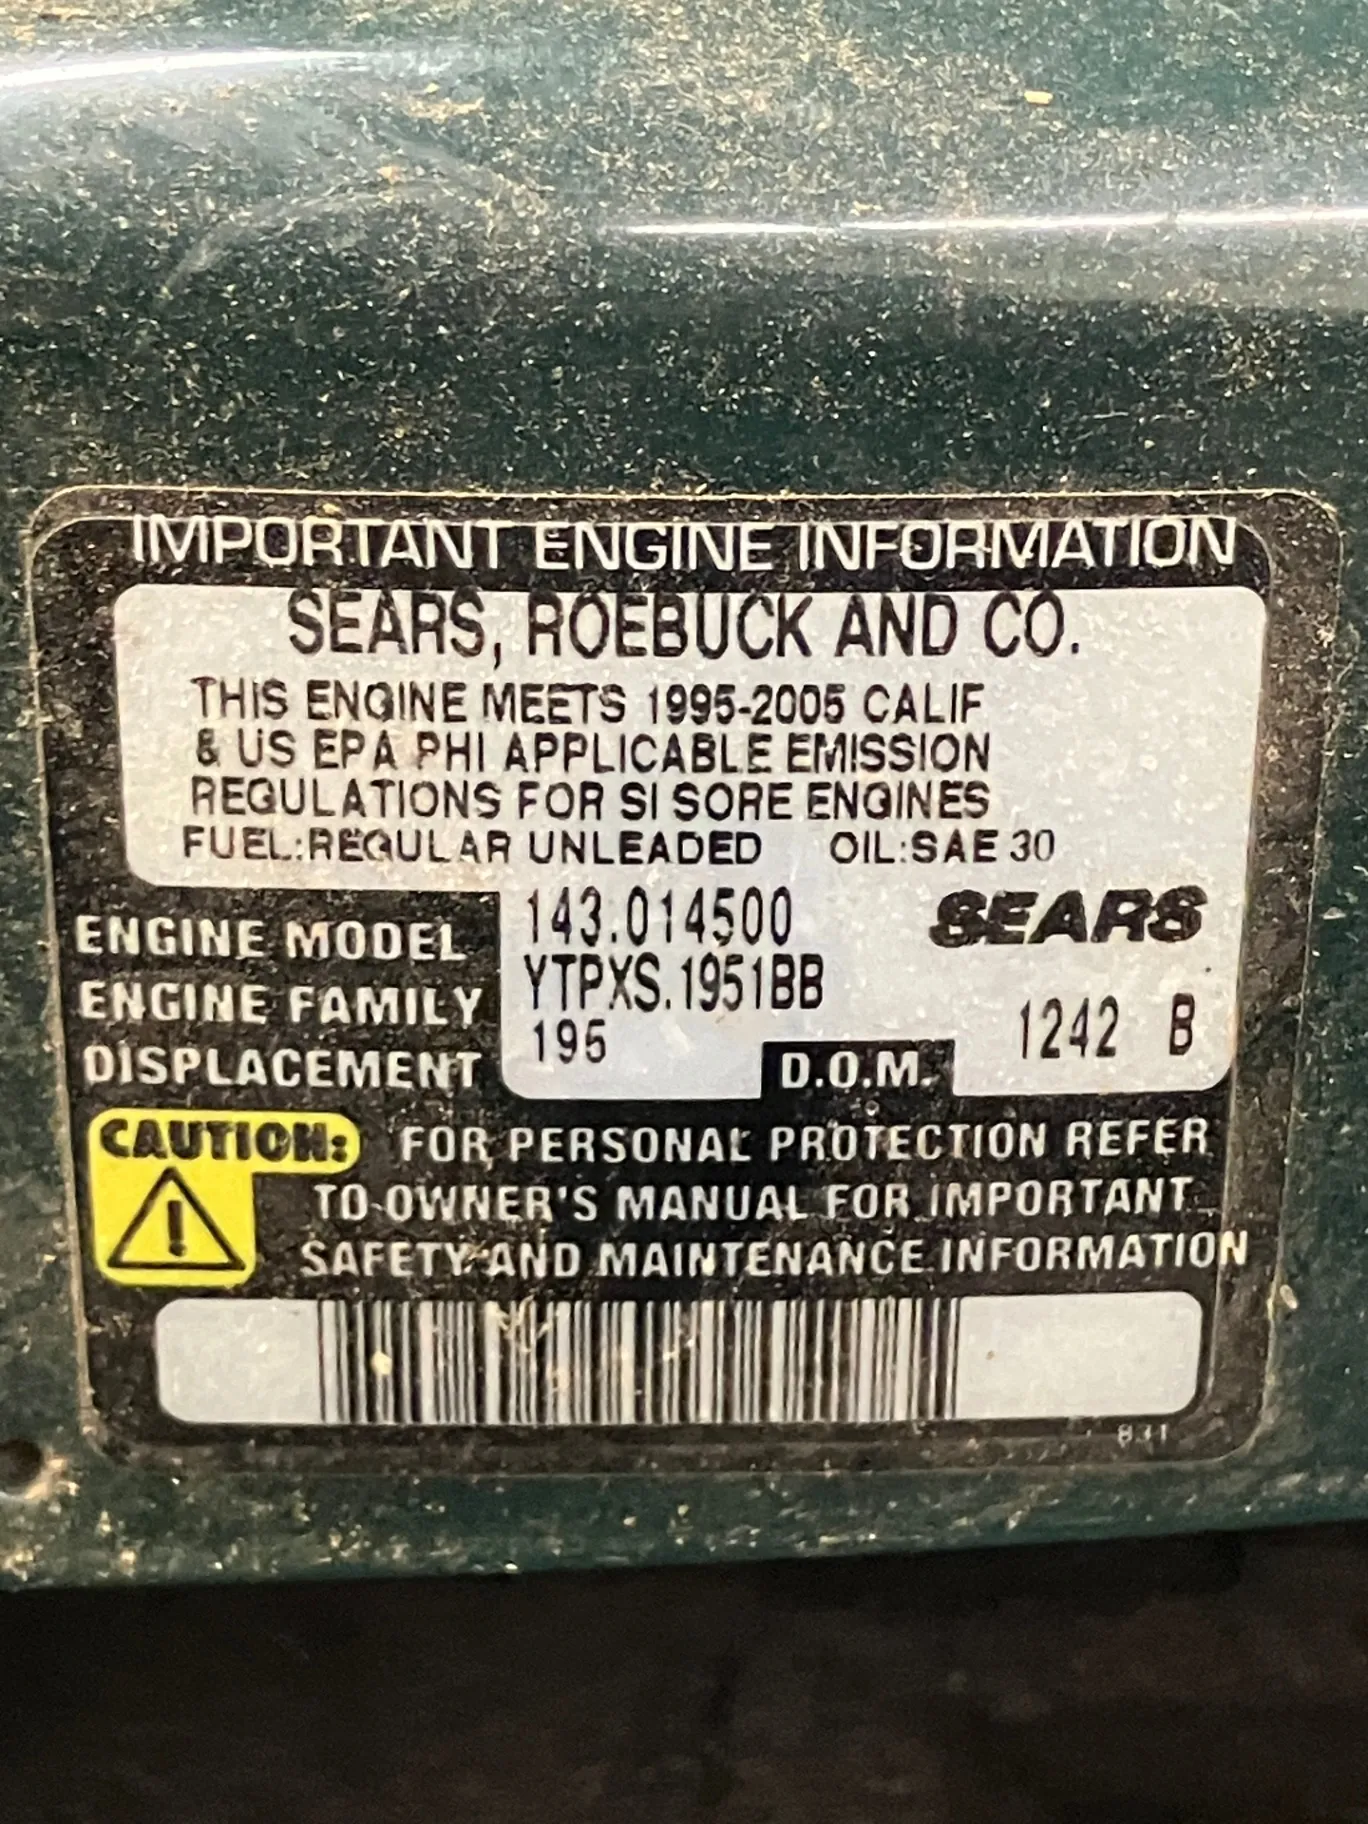 IMPORTANT ENGINE INFORMATION
SEARS, ROEBUCK AND CO.
THIS ENGINE MEETS 1995-2005 CALIF
& US EPA PHI APPLICABLE EMISSION
REGULATIONS FOR SI SORE ENGINES
FUEL:REGULAR UNLEADED OIL:SAE 30
ENGINE MODEL 143.014500 SEARS
ENGINE FAMILY YTPXS.1951BB
DISPLACEMENT 195 D.O.M. 1242 B
CAUTION: FOR PERSONAL PROTECTION REFER
TO OWNER'S MANUAL FOR IMPORTANT
SAFETY AND MAINTENANCE INFORMATION
831